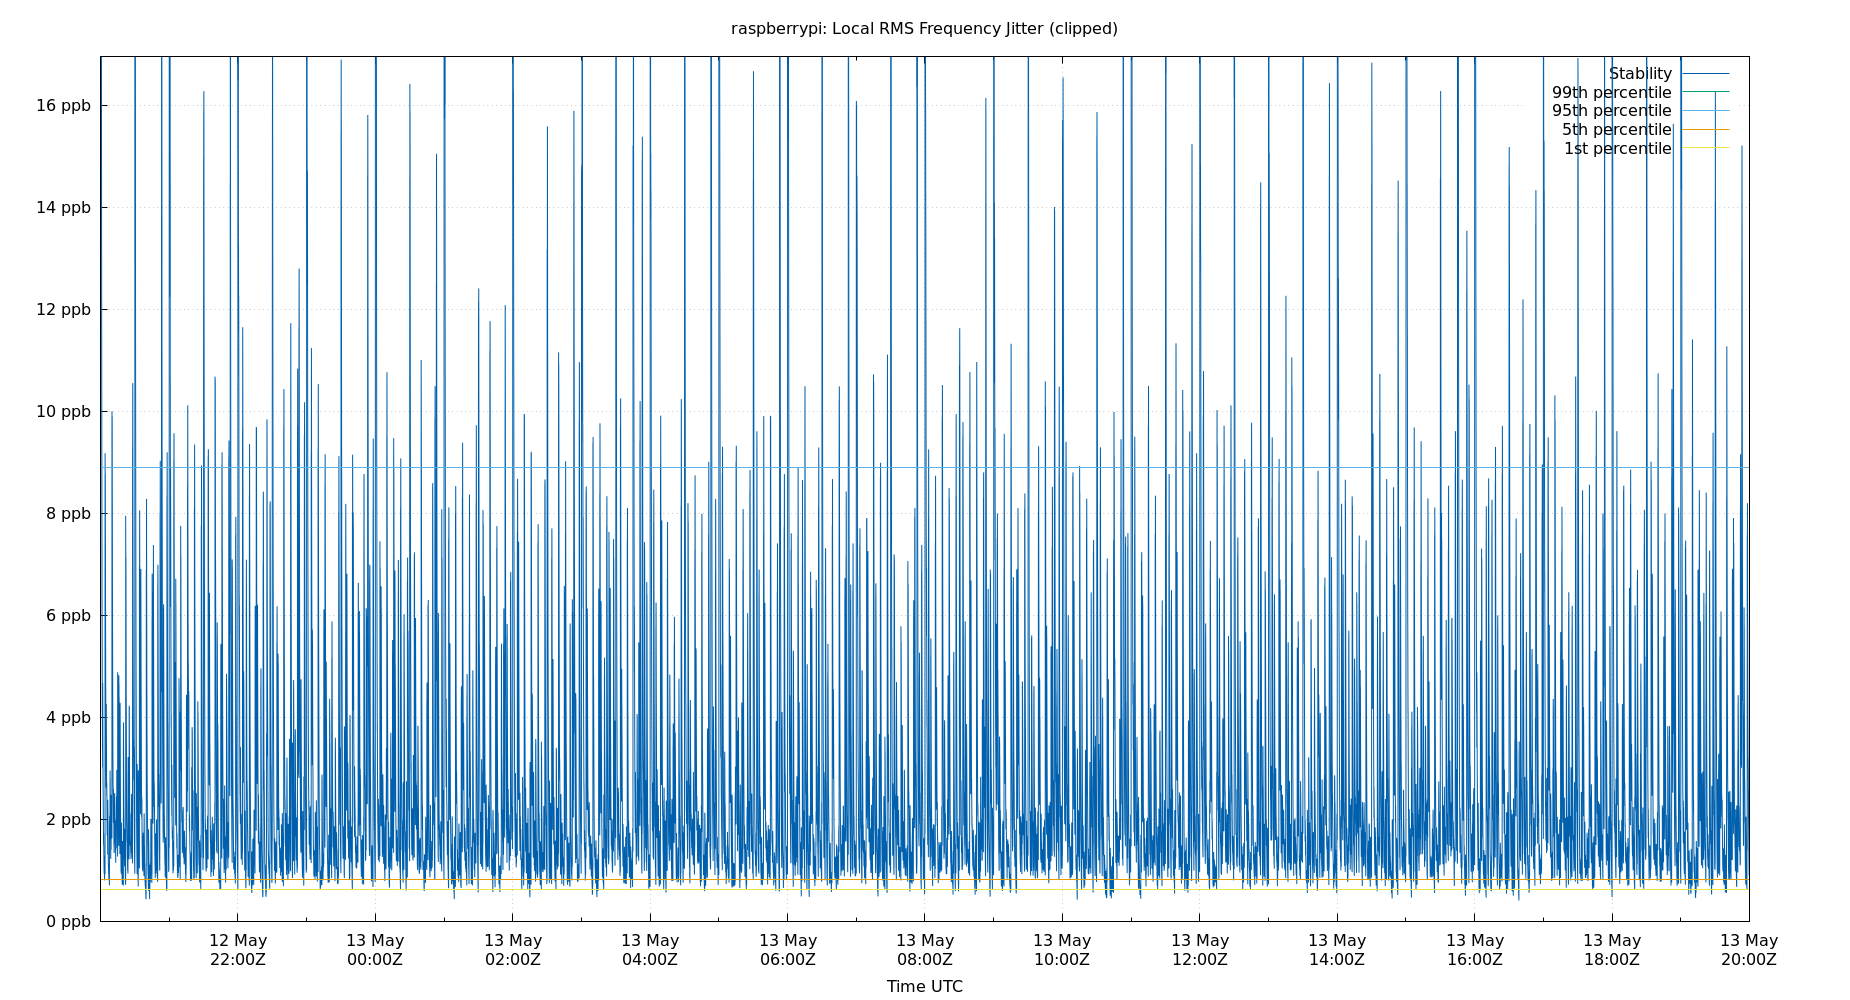 raspberrypi: Local RMS Frequency Jitter (clipped)
Stability
99th percentile
95th percentile
5th percentile
1st percentile
16 ppb
14 ppb
12 ppb
10 ppb
8 ppb
6 ppb
4 ppb
2 ppb
0 ppb
12 May 13 May 13 May 13 May 13 May 13 May 13 May 13 May 13 May 13 May 13 May 13 May
22:00Z 00:00Z 02:00Z 04:00Z 06:00Z 08:00Z 10:00Z 12:00Z 14:00Z 16:00Z 18:00Z 20:00Z
Time UTC